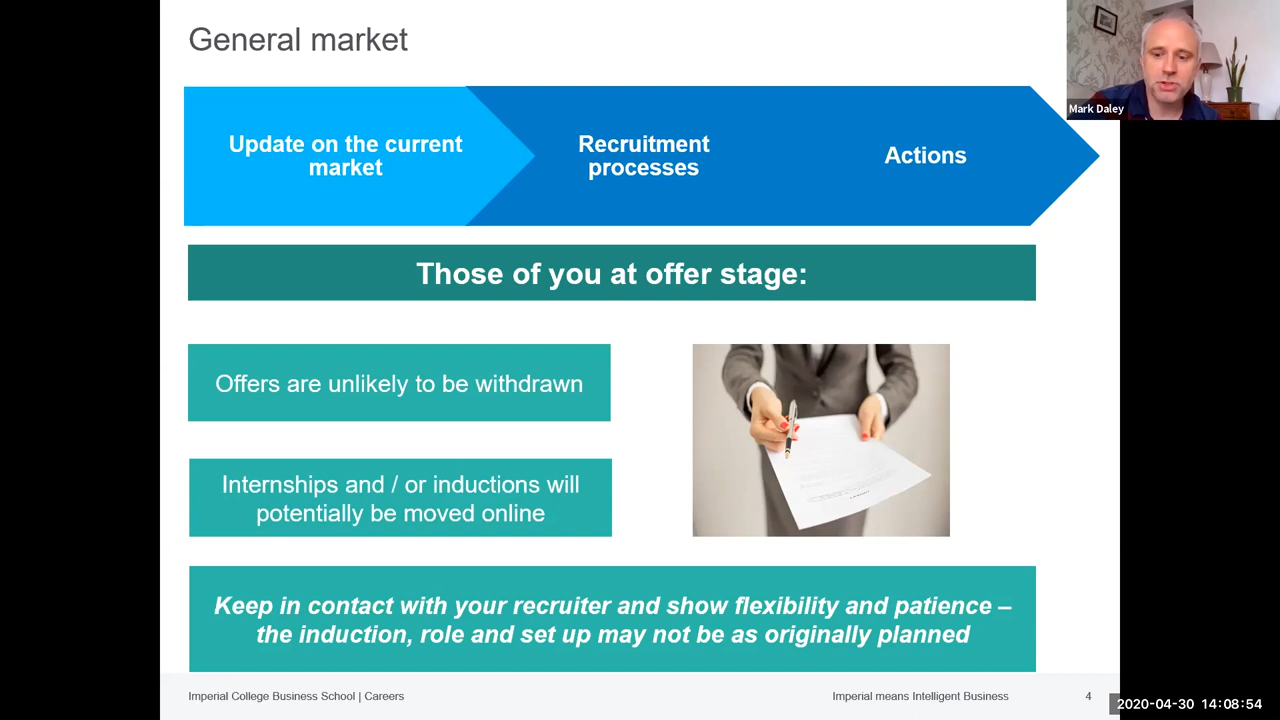 General market
Update on the current
market
Recruitment
processes
Actions
Mark Daley
Those of you at offer stage:
Offers are unlikely to be withdrawn
Internships and / or inductions will
potentially be moved online
Keep in contact with your recruiter and show flexibility and patience –
the induction, role and set up may not be as originally planned
Imperial College Business School | Careers
Imperial means Intelligent Business
4
2020-04-30 14:08:54